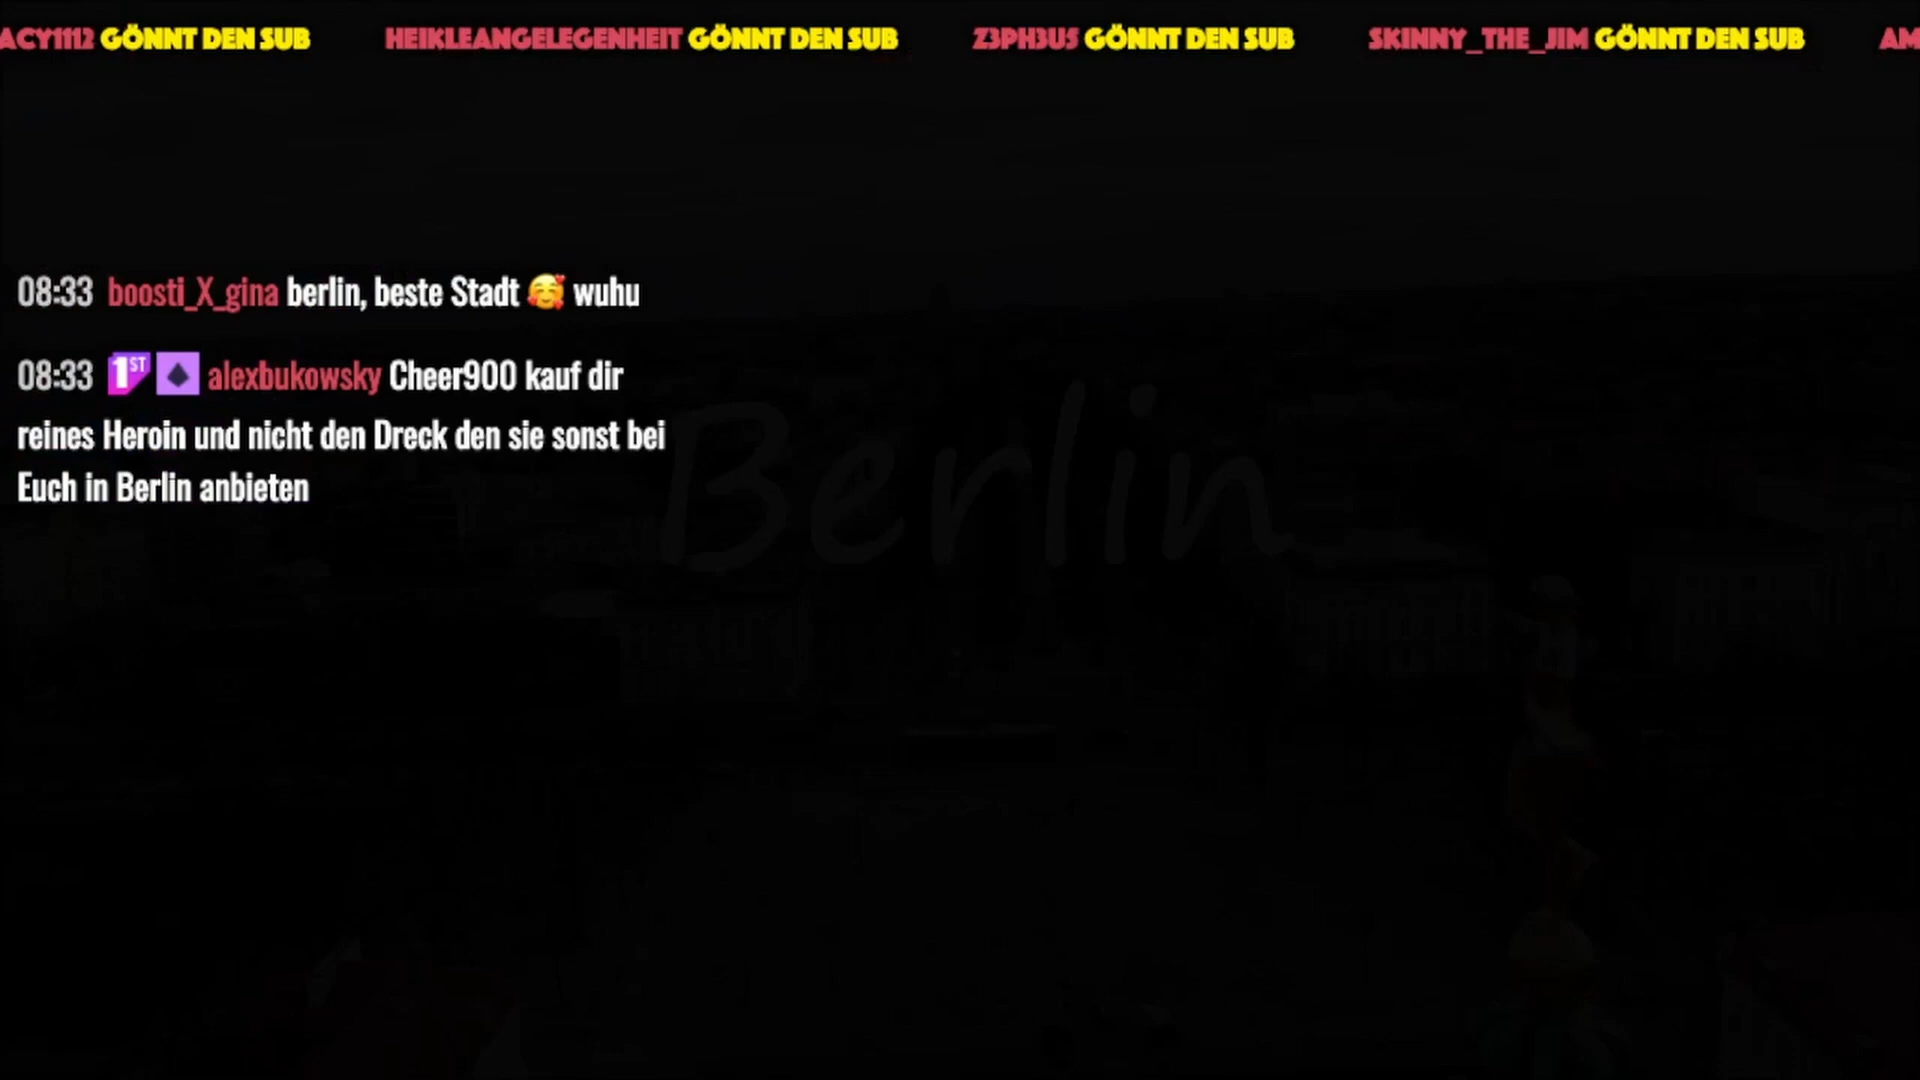 ACY1112 GÖNNT DEN SUB HEIKLEANGELEGENHEIT GÖNNT DEN SUB Z3PH3US GÖNNT DEN SUB SKINNY_THE_JIM GÖNNT DEN SUB AM
08:33 boosti_X_gina berlin, beste Stadt 🥰 wuhu
08:33 1ST alexbukowsky Cheer900 kauf dir
reines Heroin und nicht den Dreck den sie sonst bei
Euch in Berlin anbieten
Berlin